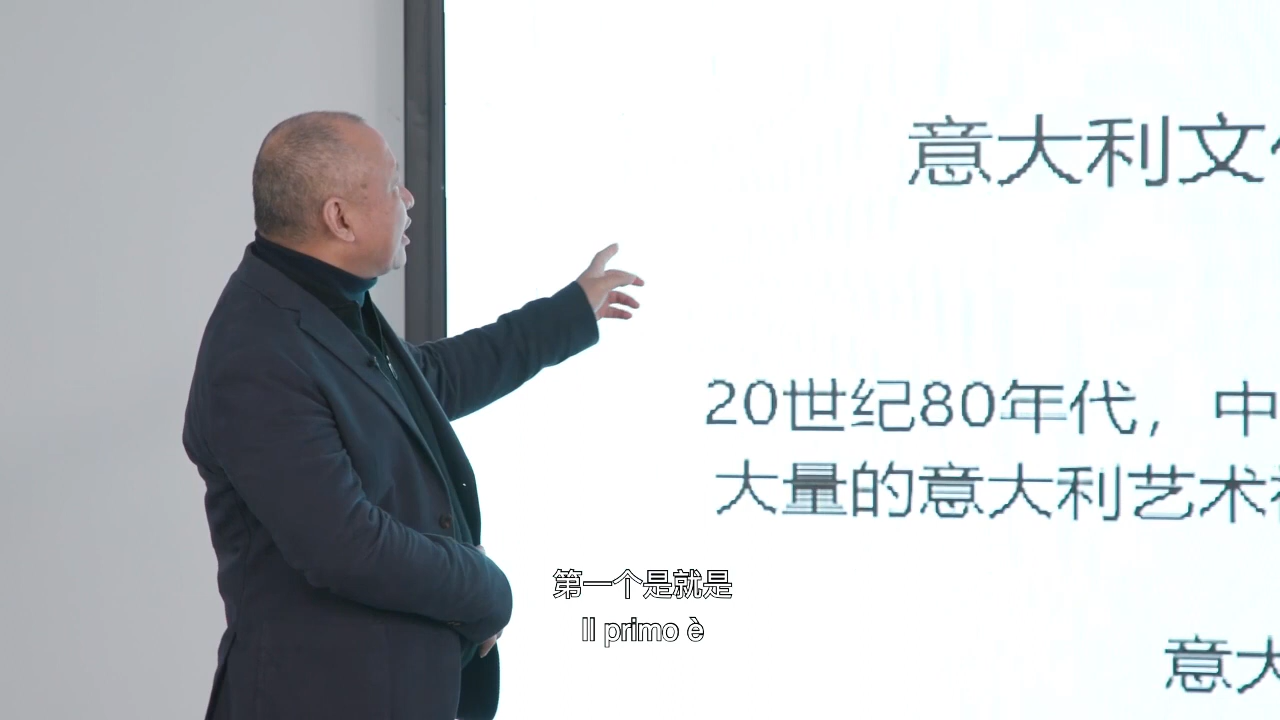 意大利文
20世纪80年代，中
大量的意大利艺术
意大
第一个是就是
Il primo è